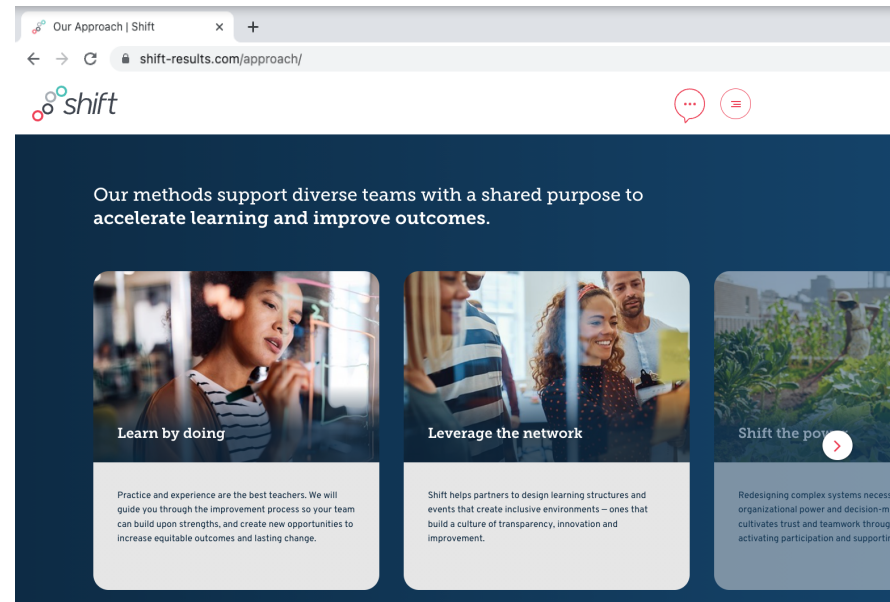 Our Approach | Shift
shift-results.com/approach/
shift
Our methods support diverse teams with a shared purpose to
accelerate learning and improve outcomes.
Learn by doing
Practice and experience are the best teachers. We will
guide you through the improvement process so your team
can build upon strengths, and create new opportunities to
increase equitable outcomes and lasting change.
Leverage the network
Shift helps partners to design learning structures and
events that create inclusive environments – ones that
build a culture of transparency, innovation and
improvement.
Shift the
Redesigning complex systems
organizational power and
cultivates trust and teamwork
activating participation and